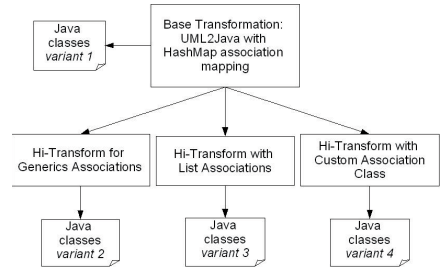 Java
classes
variant 1
Base Transformation:
UML2Java with
HashMap association
mapping
Hi-Transform for
Generics Associations
Hi-Transform with
List Associations
Hi-Transform with
Custom Association
Class
Java
classes
variant 2
Java
classes
variant 3
Java
classes
variant 4